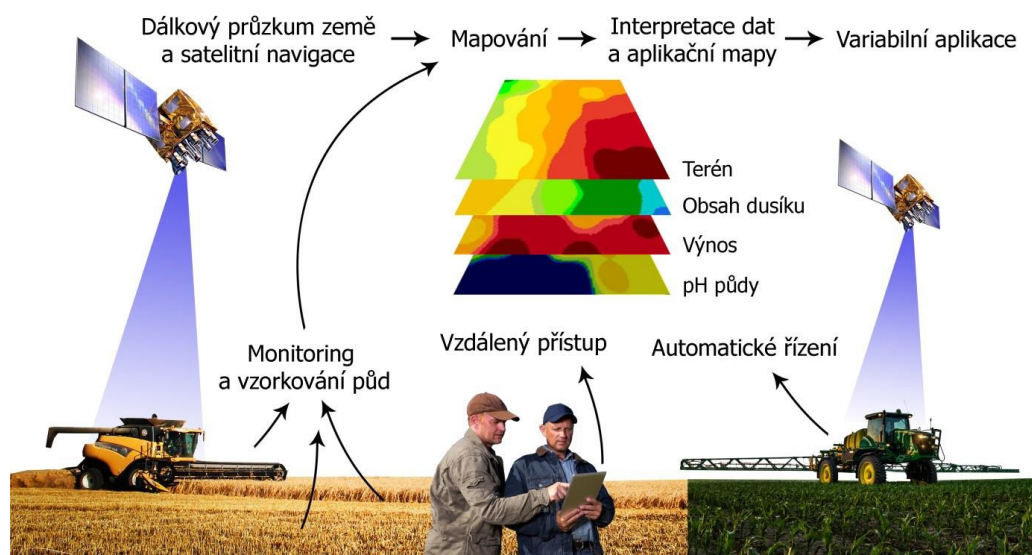 Dálkový průzkum země
a satelitní navigace
Mapování
Interpretace dat
a aplikační mapy
Variabilní aplikace
Terén
Obsah dusíku
Výnos
pH půdy
Monitoring
a vzorkování půd
Vzdálený přístup
Automatické řízení